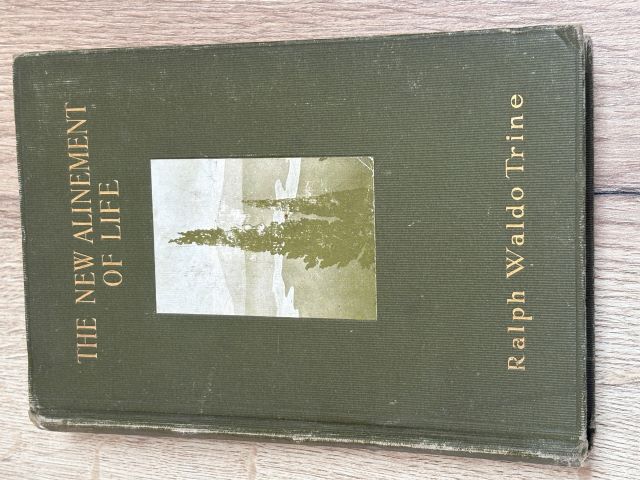 THE NEW ALINEMENT
OF LIFE
Ralph Waldo Trine